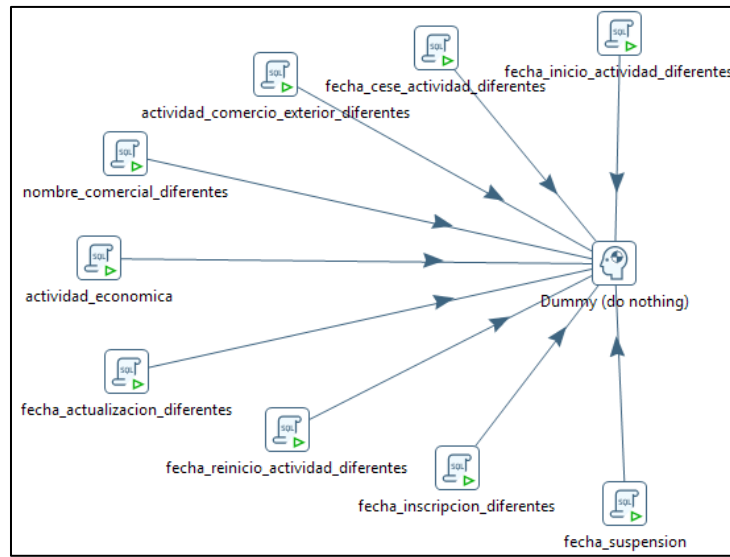 SQL
fecha_inicio_actividad_diferentes
SQL
fecha_cese_actividad_diferentes
SQL
actividad_comercio_exterior_diferentes
SQL
nombre_comercial_diferentes
SQL
actividad_economica
Dummy (do nothing)
SQL
fecha_actualizacion_diferentes
SQL
fecha_reinicio_actividad_diferentes
SQL
fecha_inscripcion_diferentes
SQL
fecha_suspension